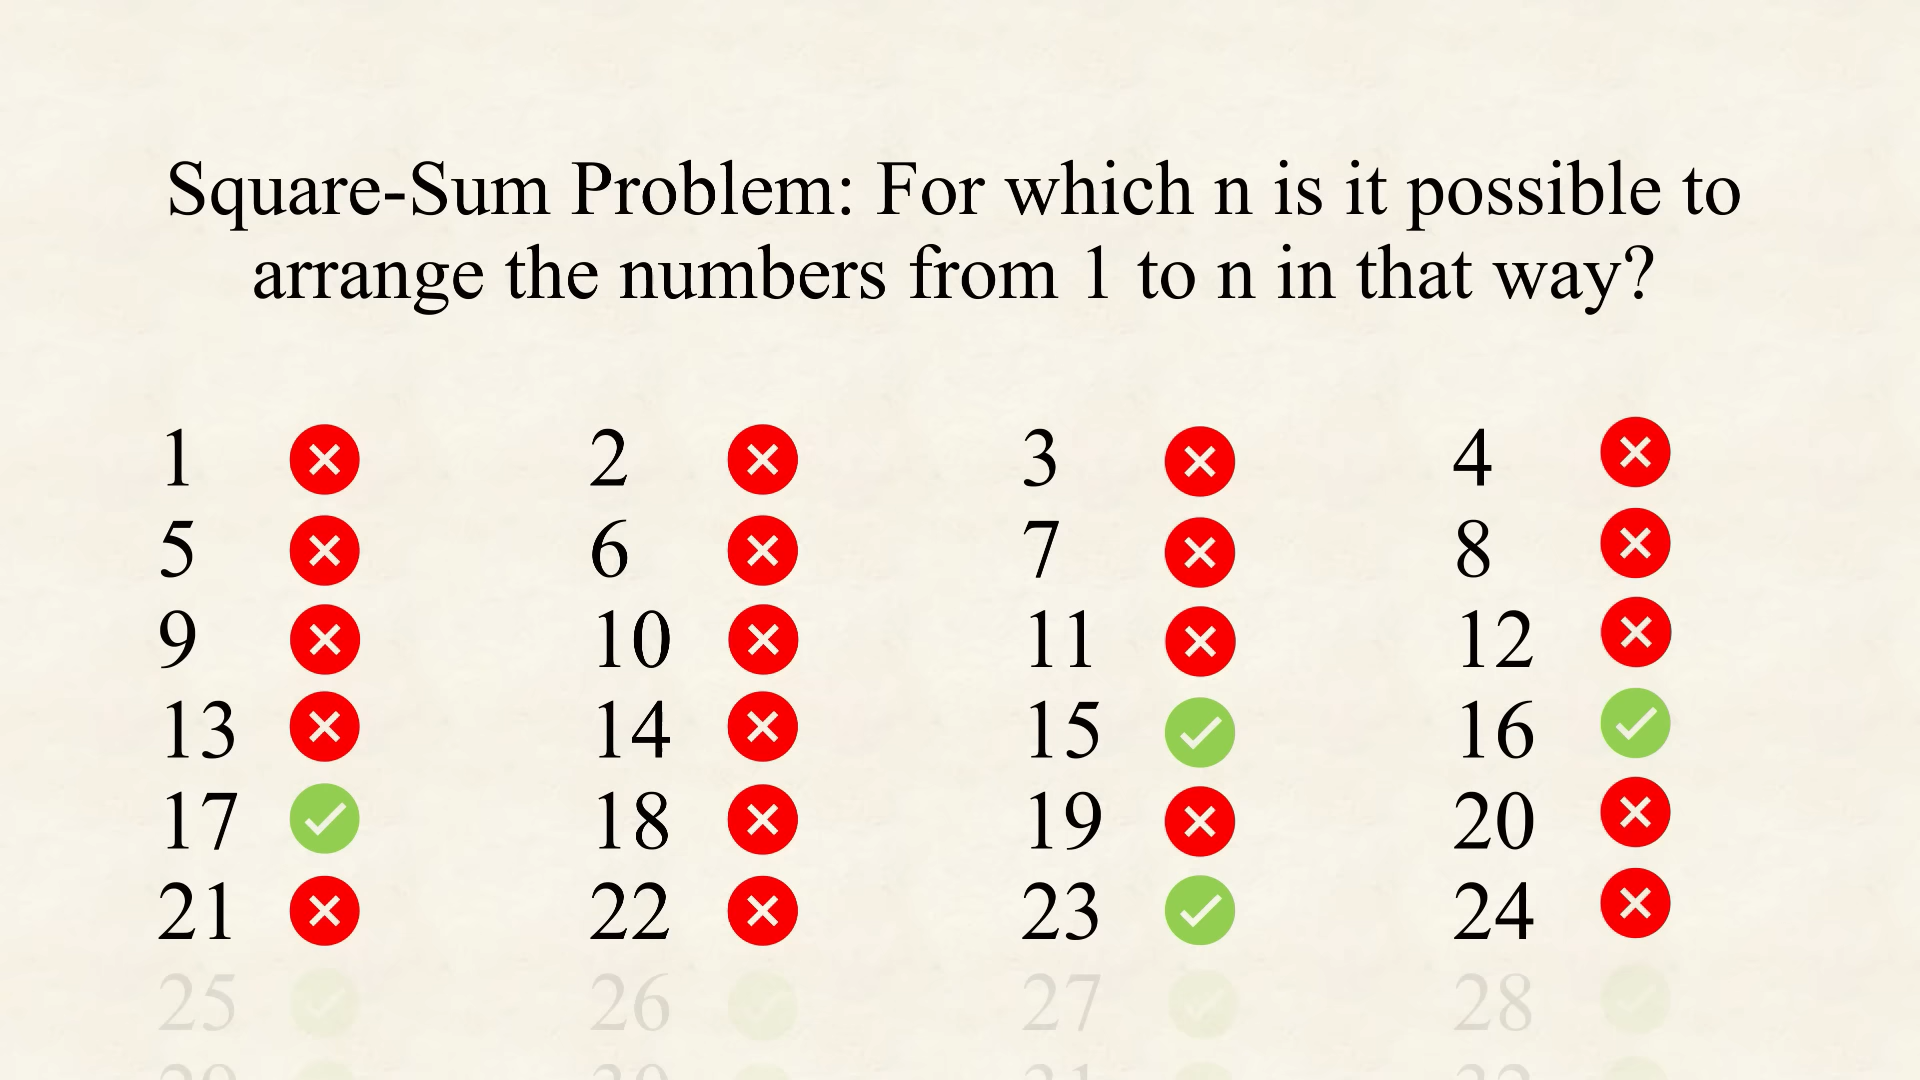 Square-Sum Problem: For which n is it possible to
arrange the numbers from 1 to n in that way?
1 2 3 4
5 6 7 8
9 10 11 12
13 14 15 16
17 18 19 20
21 22 23 24
25 26 27 28